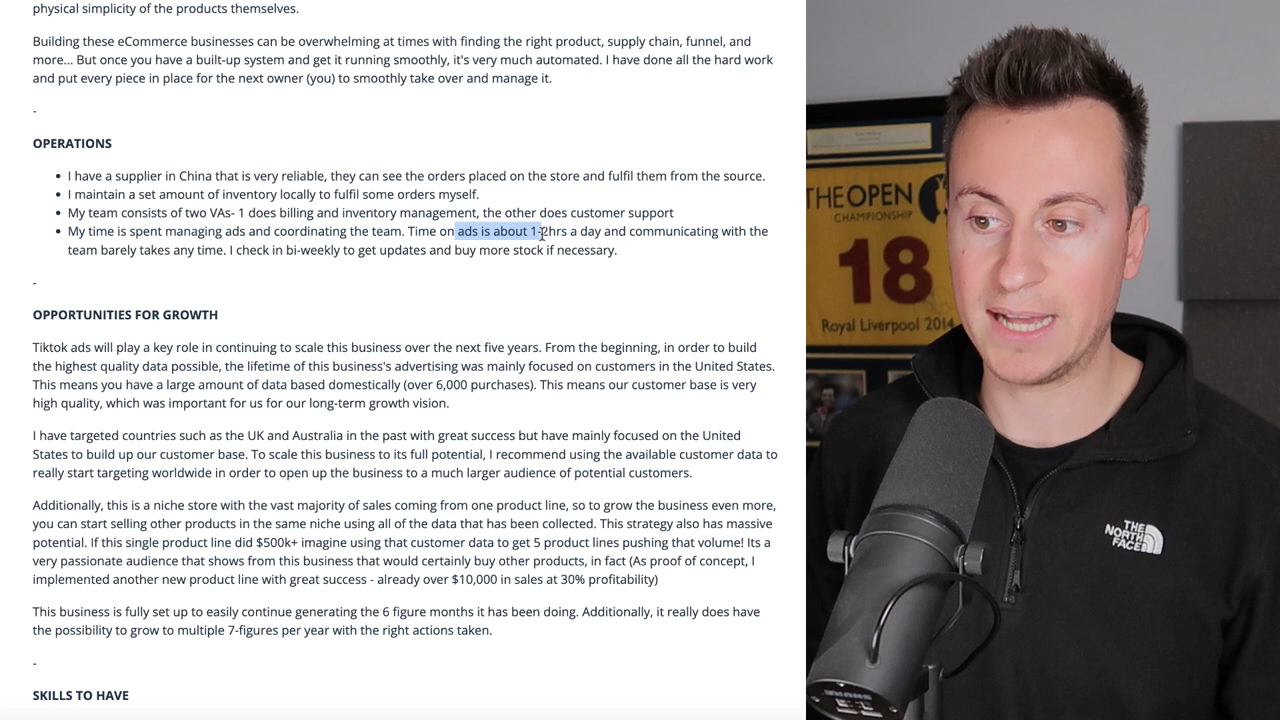 physical simplicity of the products themselves.
Building these eCommerce businesses can be overwhelming at times with finding the right product, supply chain, funnel, and
more... But once you have a built-up system and get it running smoothly, it's very much automated. I have done all the hard work
and put every piece in place for the next owner (you) to smoothly take over and manage it.
-
OPERATIONS
• I have a supplier in China that is very reliable, they can see the orders placed on the store and fulfil them from the source.
• I maintain a set amount of inventory locally to fulfil some orders myself.
• My team consists of two VAs- 1 does billing and inventory management, the other does customer support
• My time is spent managing ads and coordinating the team. Time on ads is about 1-2hrs a day and communicating with the
team barely takes any time. I check in bi-weekly to get updates and buy more stock if necessary.
-
OPPORTUNITIES FOR GROWTH
Tiktok ads will play a key role in continuing to scale this business over the next five years. From the beginning, in order to build
the highest quality data possible, the lifetime of this business's advertising was mainly focused on customers in the United States.
This means you have a large amount of data based domestically (over 6,000 purchases). This means our customer base is very
high quality, which was important for us for our long-term growth vision.
I have targeted countries such as the UK and Australia in the past with great success but have mainly focused on the United
States to build up our customer base. To scale this business to its full potential, I recommend using the available customer data to
really start targeting worldwide in order to open up the business to a much larger audience of potential customers.
Additionally, this is a niche store with the vast majority of sales coming from one product line, so to grow the business even more,
you can start selling other products in the same niche using all of the data that has been collected. This strategy also has massive
potential. If this single product line did $500k+ imagine using that customer data to get 5 product lines pushing that volume! Its a
very passionate audience that shows from this business that would certainly buy other products, in fact (As proof of concept, I
implemented another new product line with great success - already over $10,000 in sales at 30% profitability)
This business is fully set up to easily continue generating the 6 figure months it has been doing. Additionally, it really does have
the possibility to grow to multiple 7-figures per year with the right actions taken.
-
SKILLS TO HAVE
THE OPEN
CHAMPIONSHIP
18
Royal Liverpool 2014
THE
NORTH
FACE